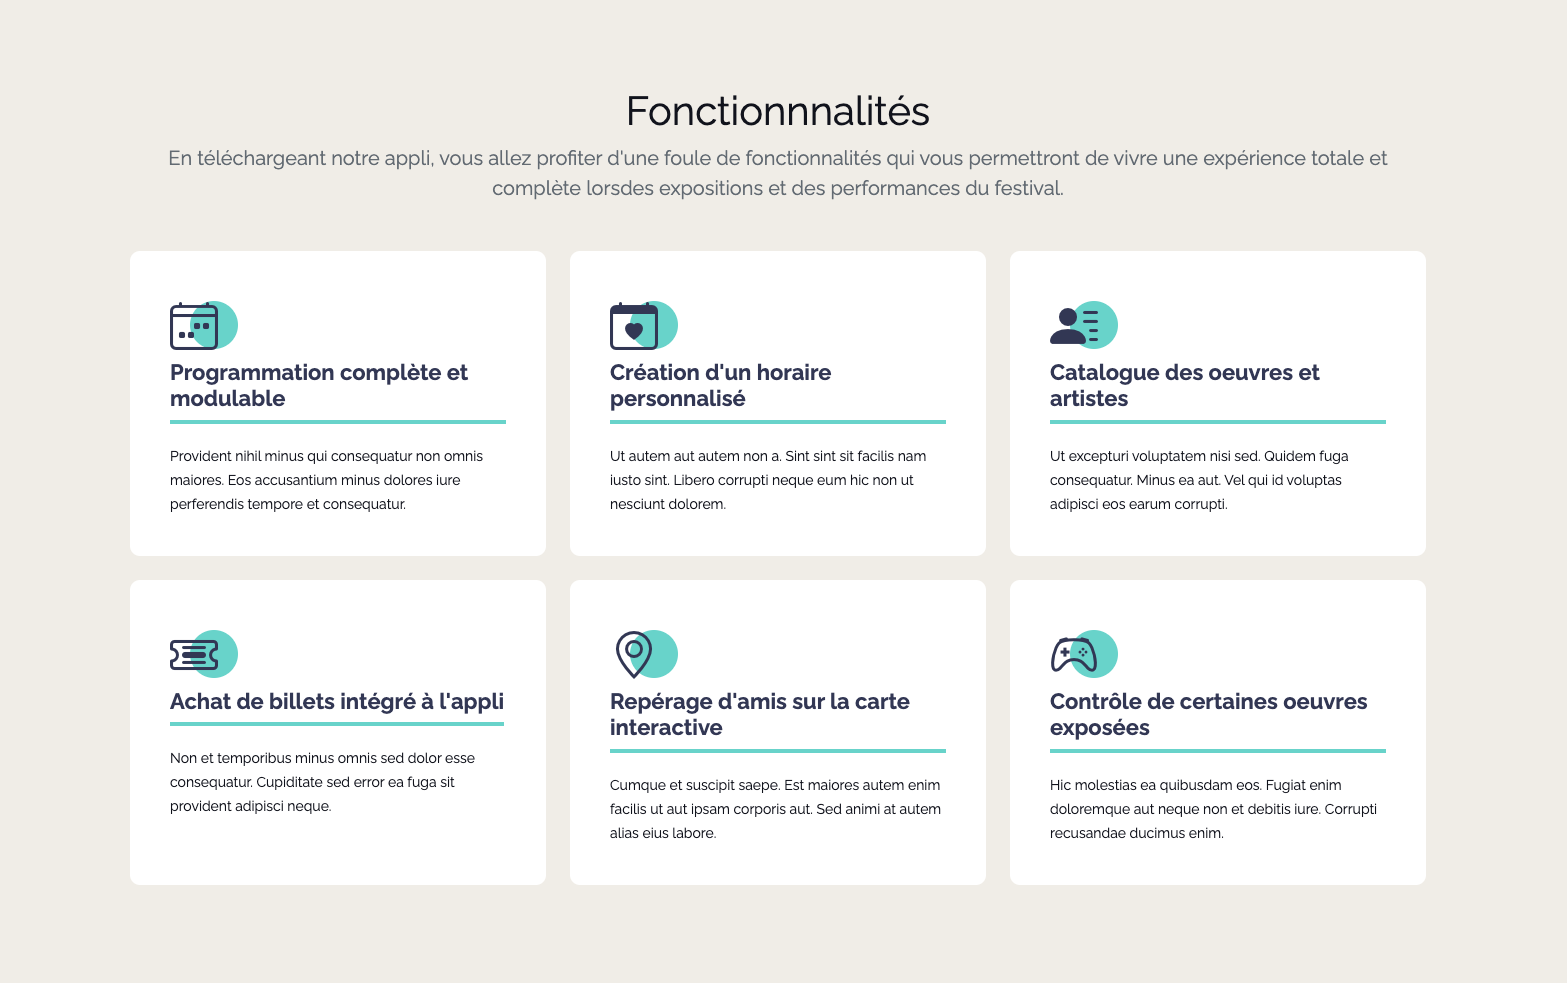 Fonctionnnalités
En téléchargeant notre appli, vous allez profiter d'une foule de fonctionnalités qui vous permettront de vivre une expérience totale et
complète lorsdes expositions et des performances du festival.
Programmation complète et
modulable
Provident nihil minus qui consequatur non omnis
maiores. Eos accusantium minus dolores iure
perferendis tempore et consequatur.
Création d'un horaire
personnalisé
Ut autem aut autem non a. Sint sint sit facilis nam
iusto sint. Libero corrupti neque eum hic non ut
nesciunt dolorem.
Catalogue des oeuvres et
artistes
Ut excepturi voluptatem nisi sed. Quidem fuga
consequatur. Minus ea aut. Vel qui id voluptas
adipisci eos earum corrupti.
Achat de billets intégré à l'appli
Non et temporibus minus omnis sed dolor esse
consequatur. Cupiditate sed error ea fuga sit
provident adipisci neque.
Repérage d'amis sur la carte
interactive
Cumque et suscipit saepe. Est maiores autem enim
facilis ut aut ipsam corporis aut. Sed animi at autem
alias eius labore.
Contrôle de certaines oeuvres
exposées
Hic molestias ea quibusdam eos. Fugiat enim
doloremque aut neque non et debitis iure. Corrupti
recusandae ducimus enim.